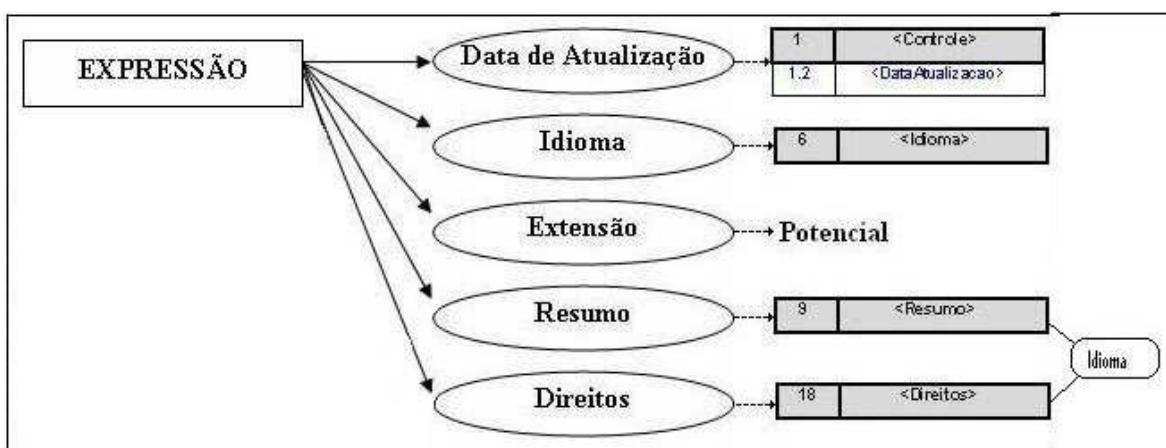 EXPRESSÃO
Data de Atualização
1 <Controle>
1.2 <DataAtualizacao>
Idioma
6 <Idioma>
Extensão
Potencial
Resumo
9 <Resumo>
Idioma
Direitos
18 <Direitos>